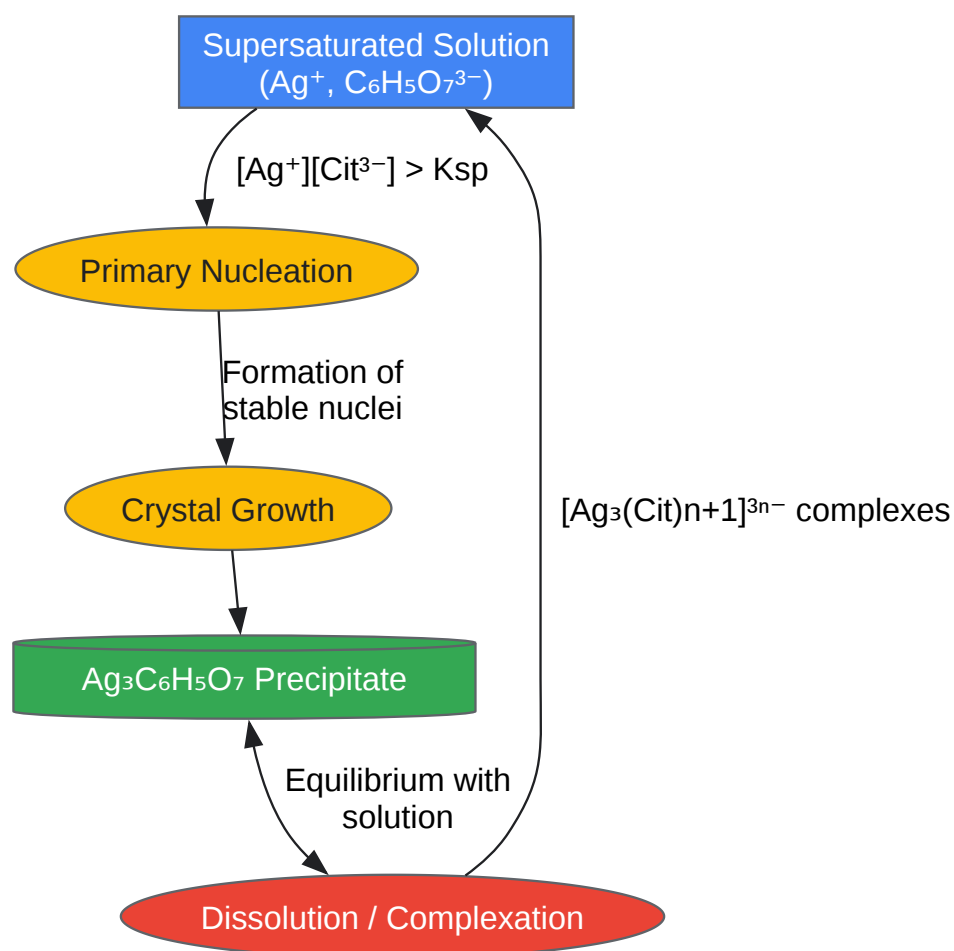 Supersaturated Solution
(Ag⁺, C₆H₅O₇³⁻)
[Ag⁺][Cit³⁻] > Ksp
Primary Nucleation
Formation of
stable nuclei
Crystal Growth
[Ag₃(Cit)n+1]³ⁿ⁻ complexes
Ag₃C₆H₅O₇ Precipitate
Equilibrium with
solution
Dissolution / Complexation